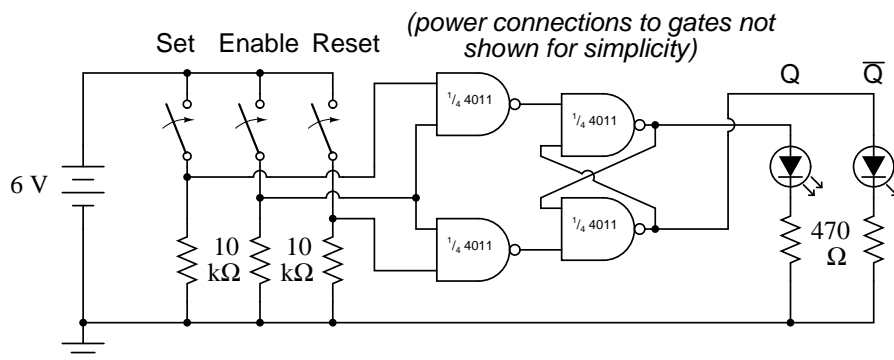 (power connections to gates not
shown for simplicity)
Set Enable Reset
Q Q̅
1/4 4011
1/4 4011
6 V
1/4 4011
1/4 4011
10
kΩ
10
kΩ
470
Ω